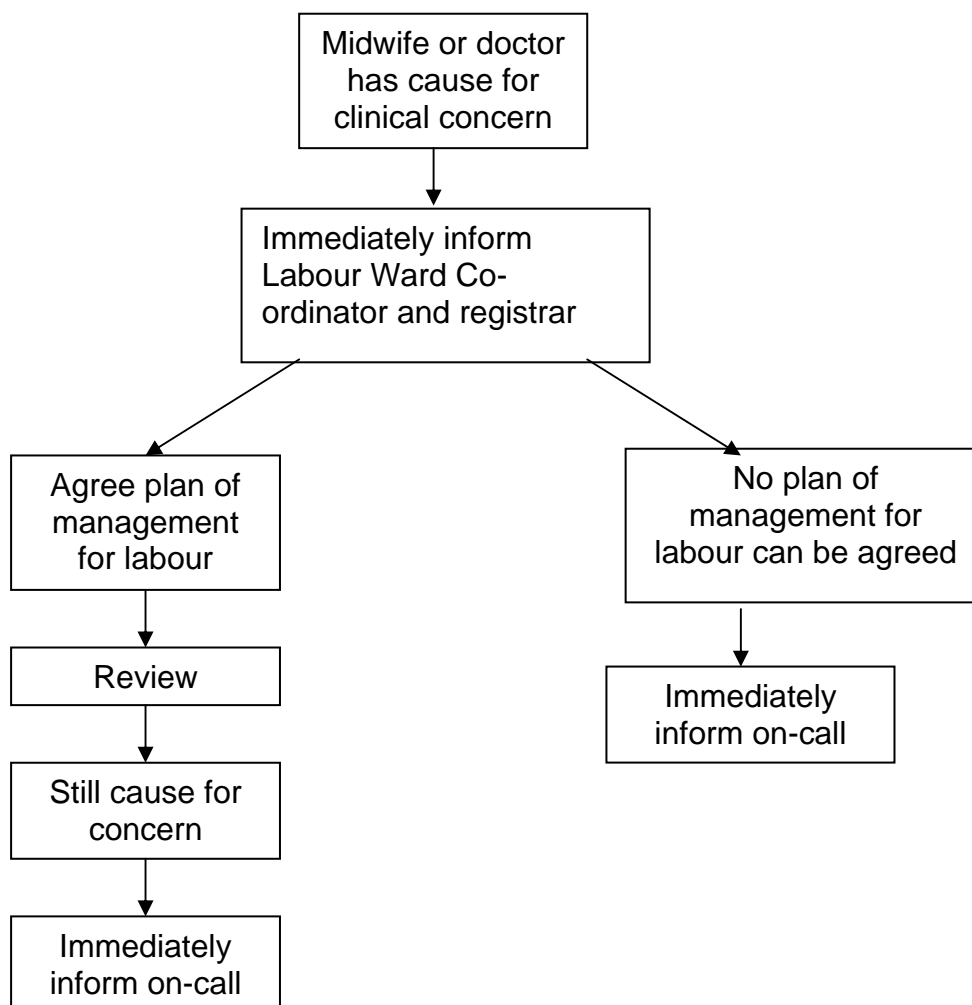 Midwife or doctor
has cause for
clinical concern
Immediately inform
Labour Ward Co-
ordinator and registrar
Agree plan of
management
for labour
No plan of
management for
labour can be agreed
Review
Immediately
inform on-call
Still cause for
concern
Immediately
inform on-call